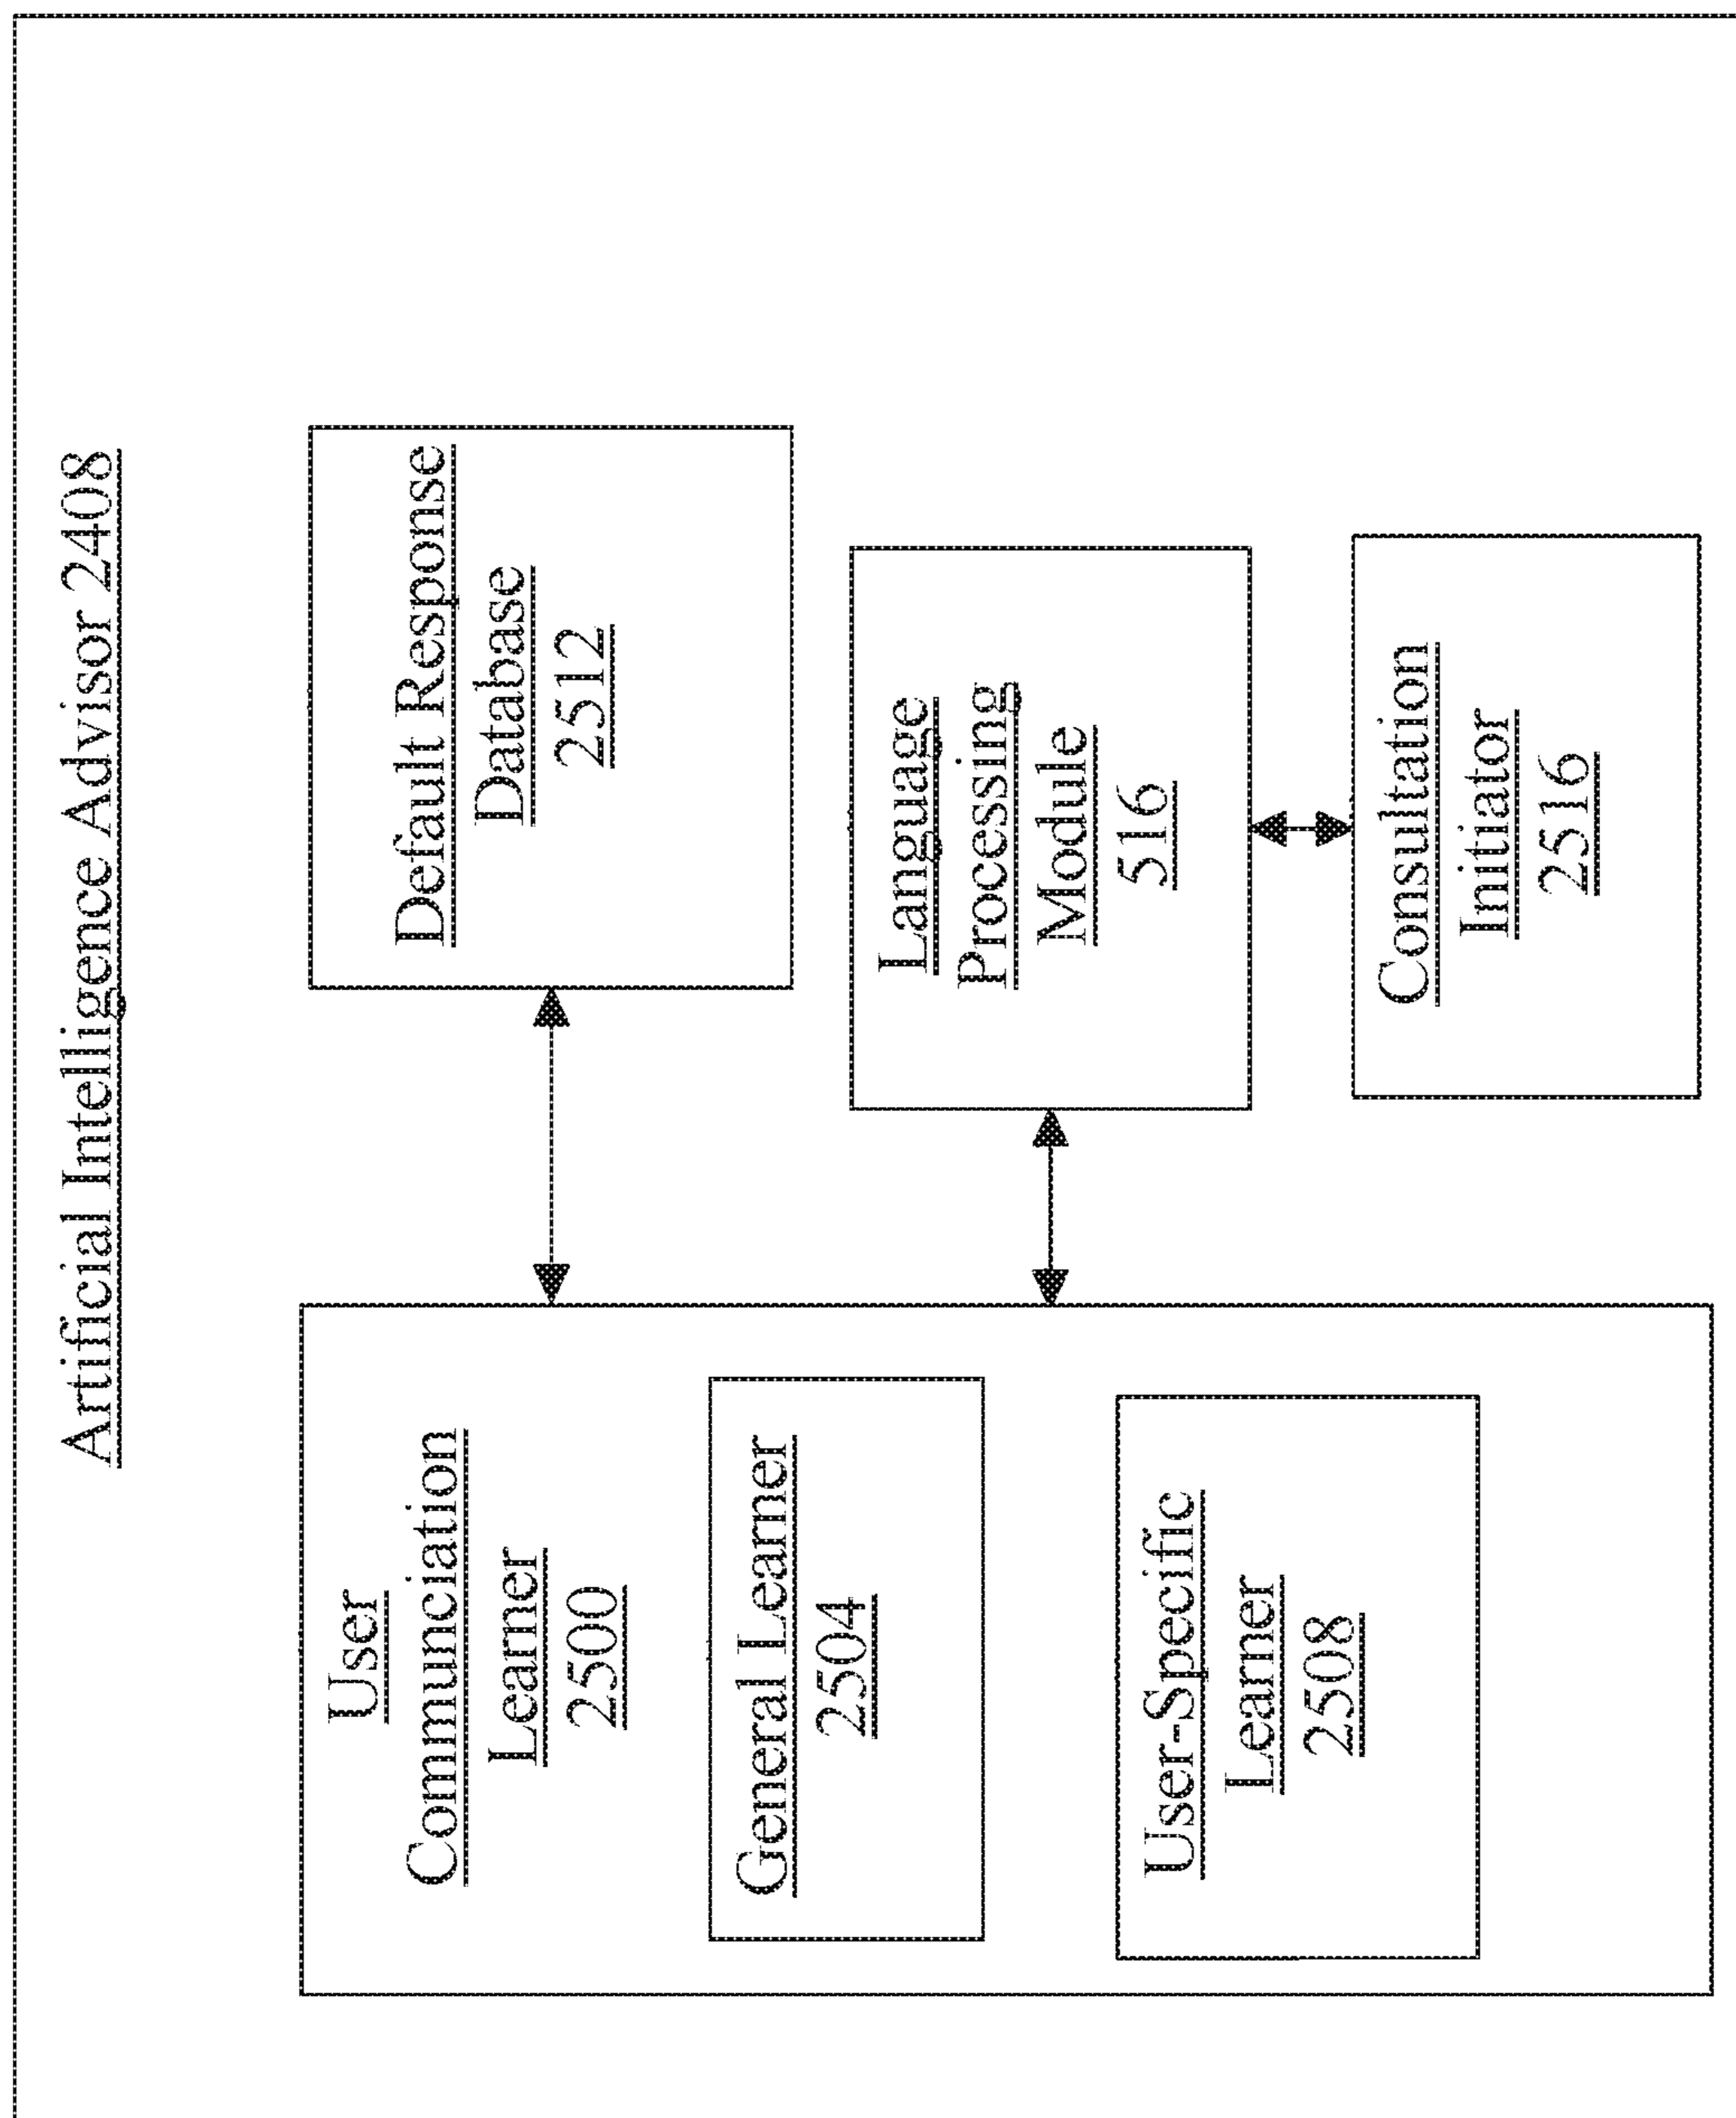 Artificial Intelligence Advisor 2408
User
Communciation
Learner
2500
General Learner
2504
User-Specific
Learner
2508
Default Response
Database
2512
Language
Processing
Module
516
Consultation
Initiator
2516